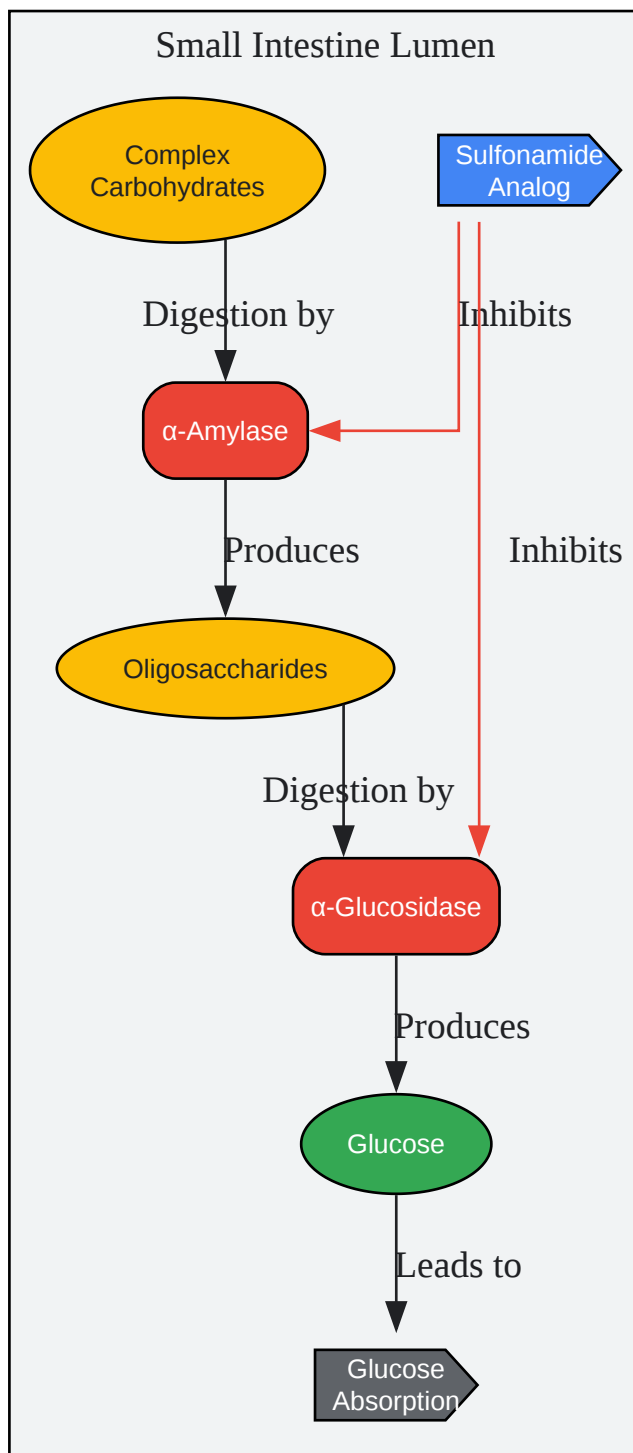 Small Intestine Lumen
Complex
Carbohydrates
Sulfonamide
Analog
Digestion by
Inhibits
α-Amylase
Produces
Inhibits
Oligosaccharides
Digestion by
α-Glucosidase
Produces
Glucose
Leads to
Glucose
Absorption